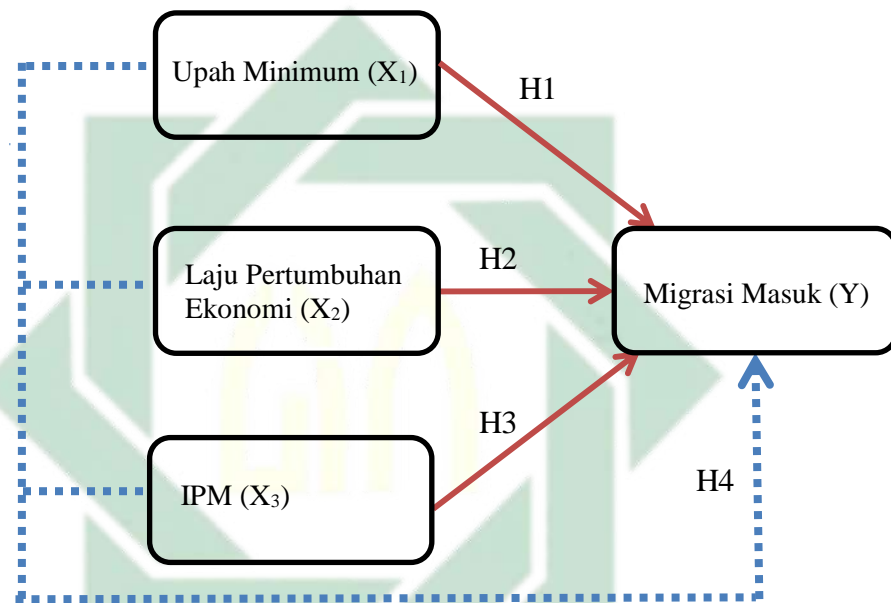 Upah Minimum (X₁)
H1
Laju Pertumbuhan
Ekonomi (X₂)
H2
Migrasi Masuk (Y)
H3
IPM (X₃)
H4